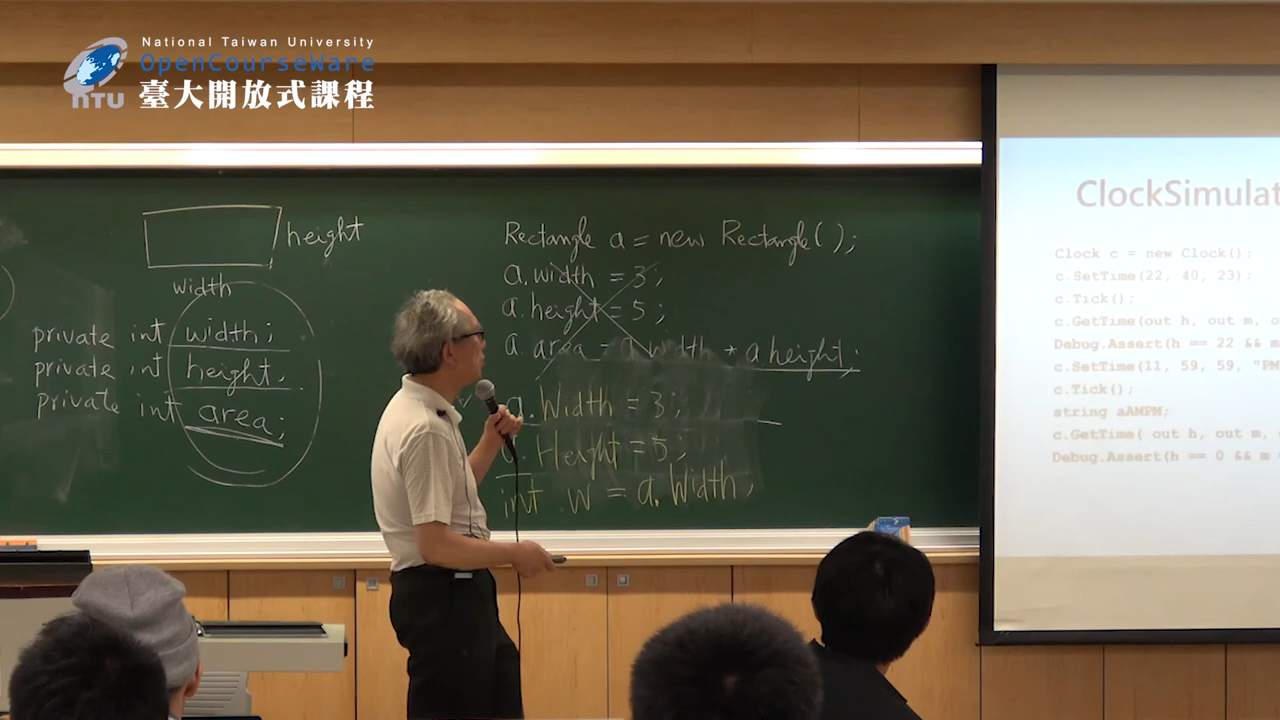 National Taiwan University
OpenCourseWare
臺大開放式課程
NTU
height
width
private int width;
private int height;
private int area;
Rectangle a = new Rectangle();
a.width = 3;
a.height = 5;
a.area = a.width * a.height;
a.Width = 3;
a.Height = 5;
int w = a.Width;
ClockSimulat
Clock c = new Clock();
c.SetTime(22, 40, 23);
c.Tick();
c.GetTime(out h, out m, o
Debug.Assert(h == 22 && m
c.SetTime(11, 59, 59, "PM
c.Tick();
string aAMPM;
c.GetTime( out h, out m,
Debug.Assert(h == 0 && m